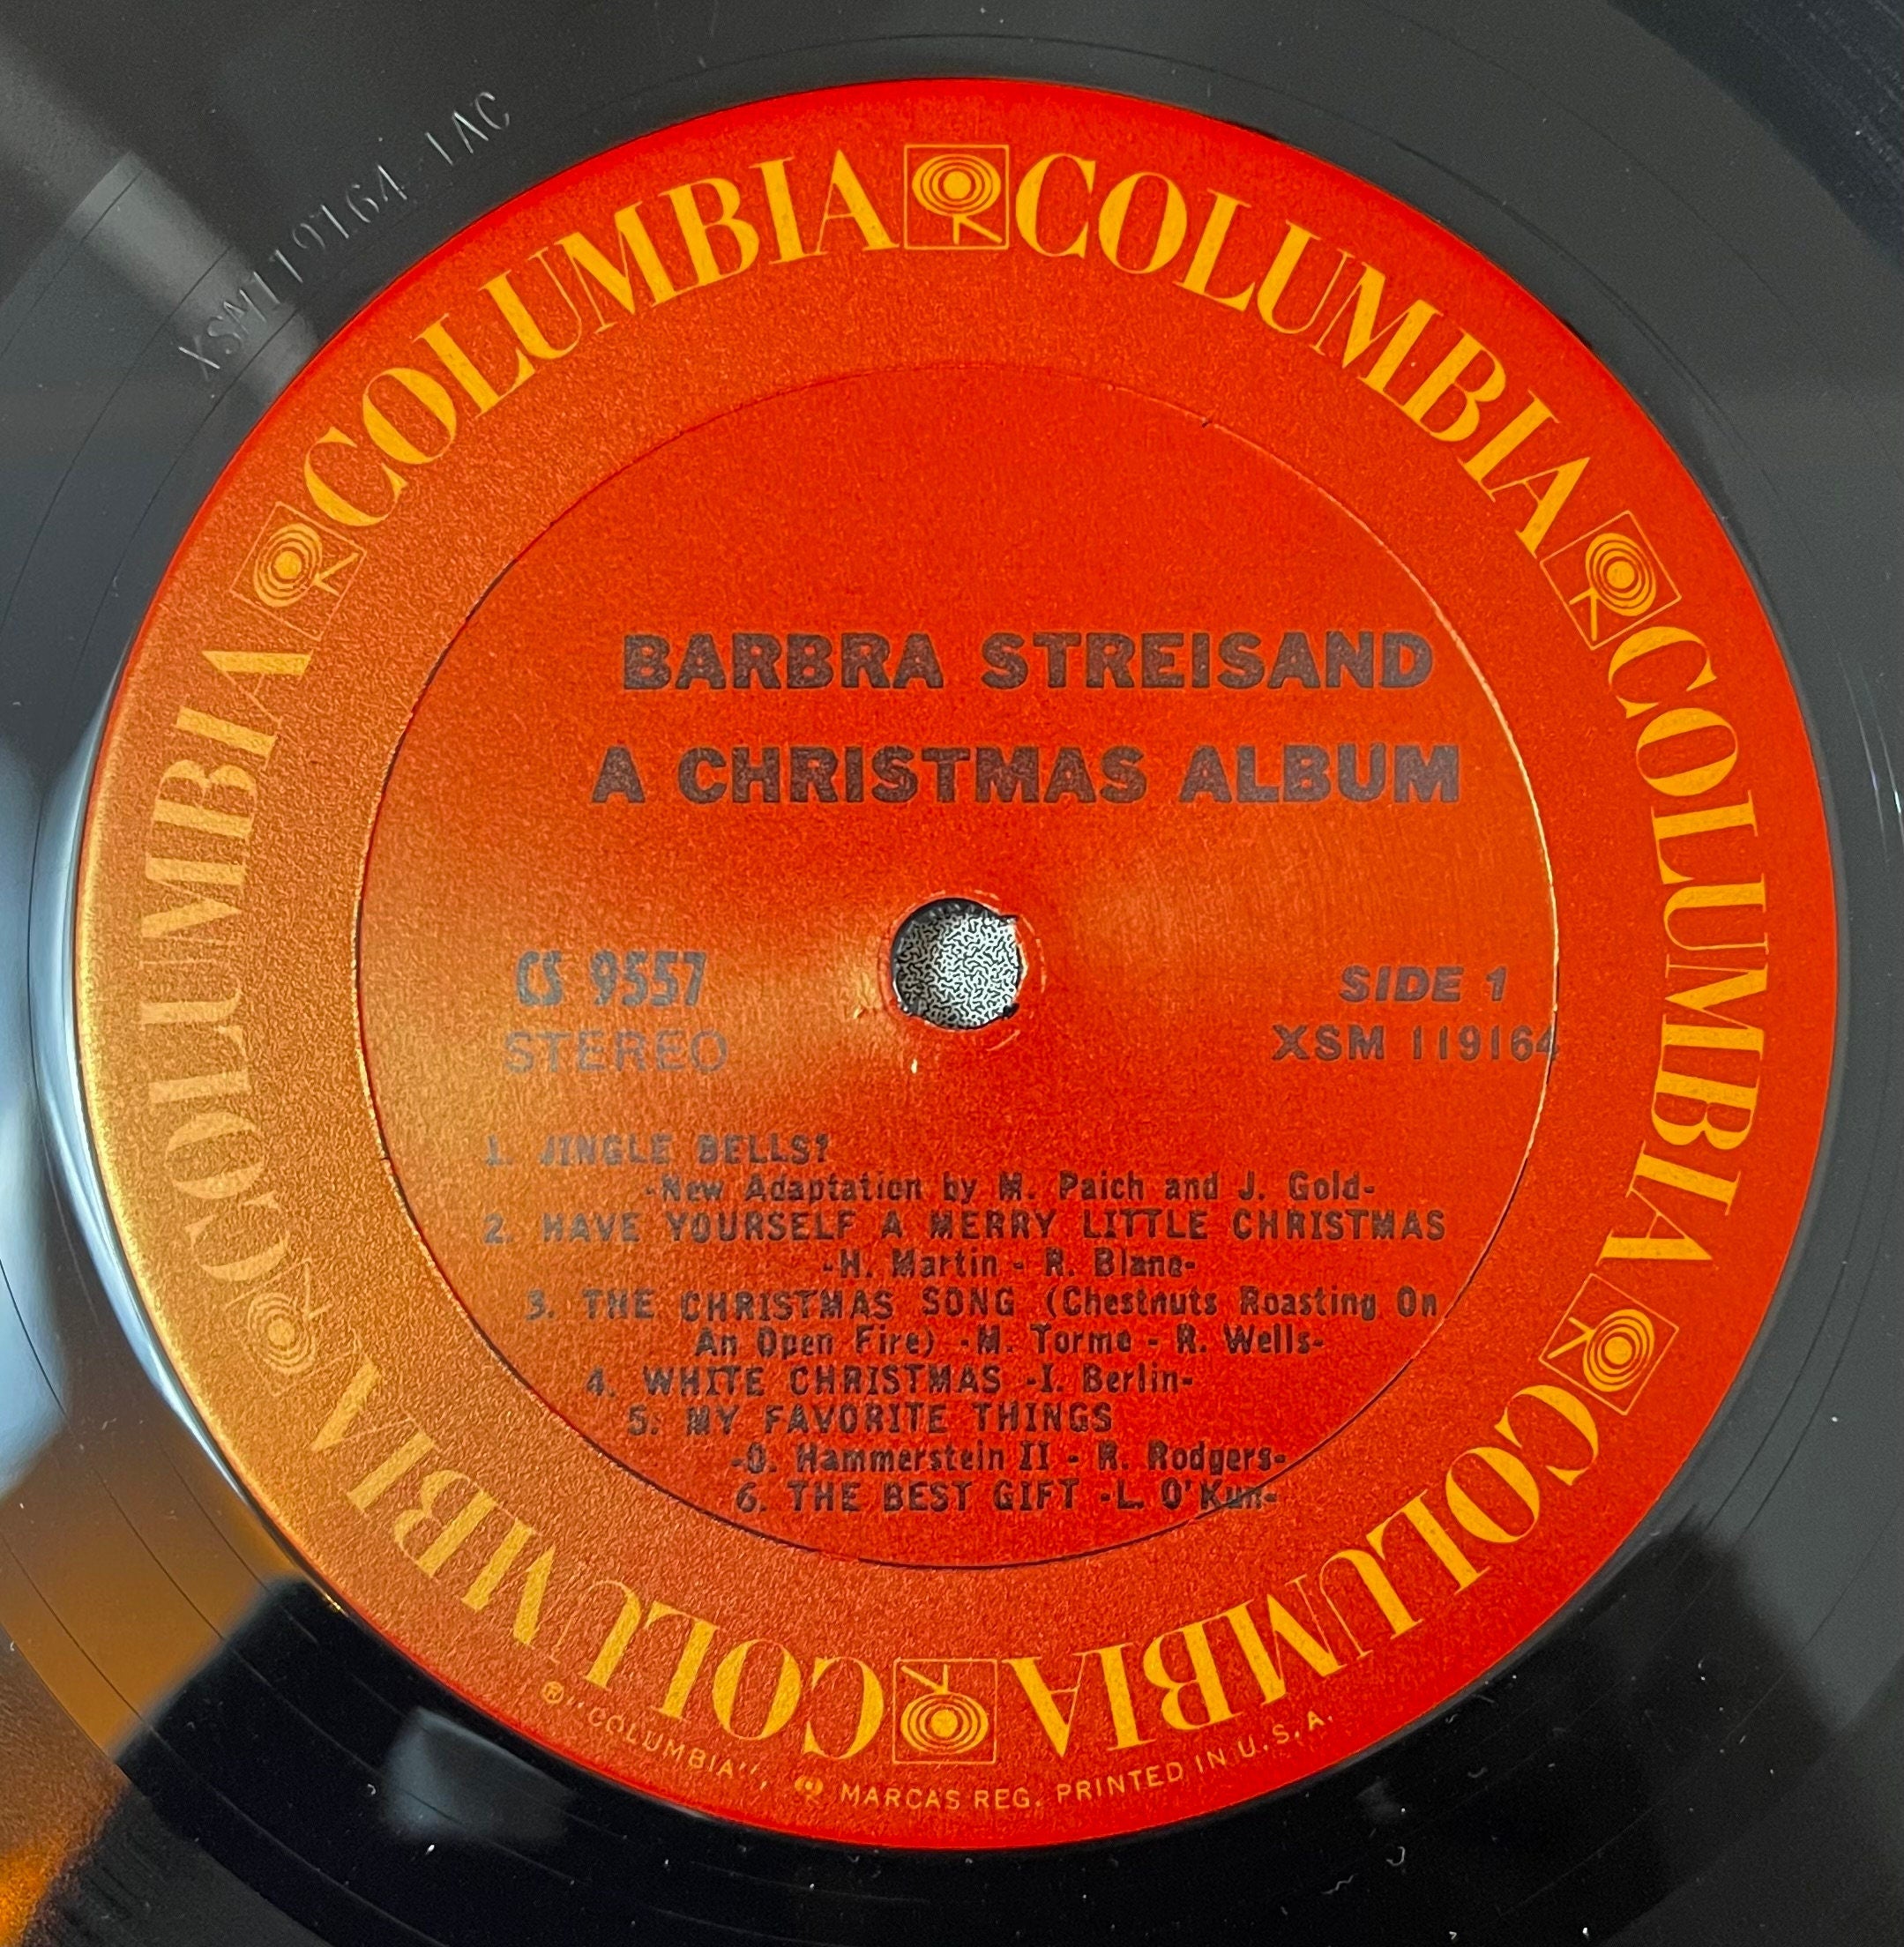 XSM119164-1AC
COLUMBIA COLUMBIA COLUMBIA COLUMBIA COLUMBIA COLUMBIA
BARBRA STREISAND
A CHRISTMAS ALBUM
CS 9557
STEREO
SIDE 1
XSM 119164
1. JINGLE BELLS?
-New Adaptation by M. Paich and J. Gold-
2. HAVE YOURSELF A MERRY LITTLE CHRISTMAS
-H. Martin - R. Blane-
3. THE CHRISTMAS SONG (Chestnuts Roasting On
An Open Fire) -M. Torme - R. Wells-
4. WHITE CHRISTMAS -I. Berlin-
5. MY FAVORITE THINGS
-O. Hammerstein II - R. Rodgers-
6. THE BEST GIFT -L. O'Kun-
® "COLUMBIA", MARCAS REG. PRINTED IN U.S.A.